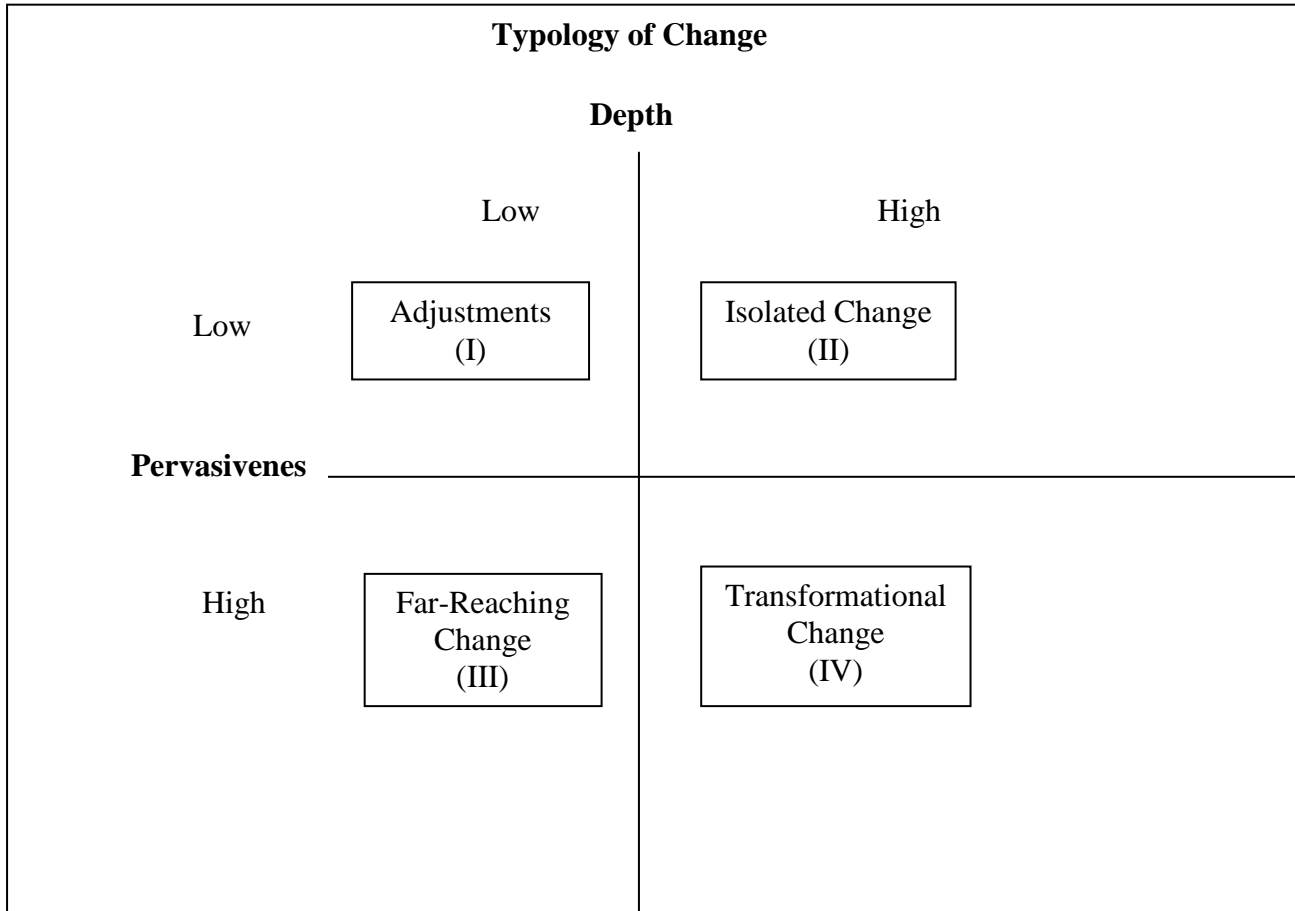 Typology of Change
Depth
Low
High
Low
Adjustments
(I)
Isolated Change
(II)
Pervasivenes
High
Far-Reaching
Change
(III)
Transformational
Change
(IV)